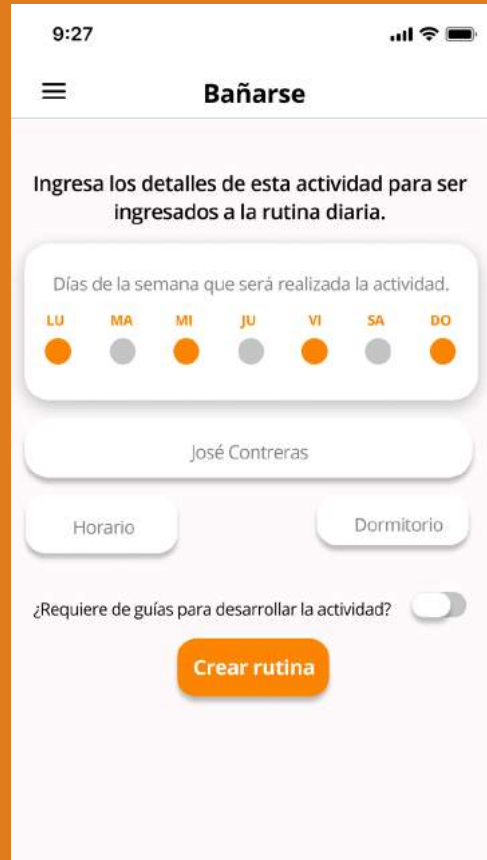 9:27
Bañarse
Ingresa los detalles de esta actividad para ser
ingresados a la rutina diaria.
Días de la semana que será realizada la actividad.
LU MA MI JU VI SA DO
José Contreras
Horario Dormitorio
¿Requiere de guías para desarrollar la actividad?
Crear rutina